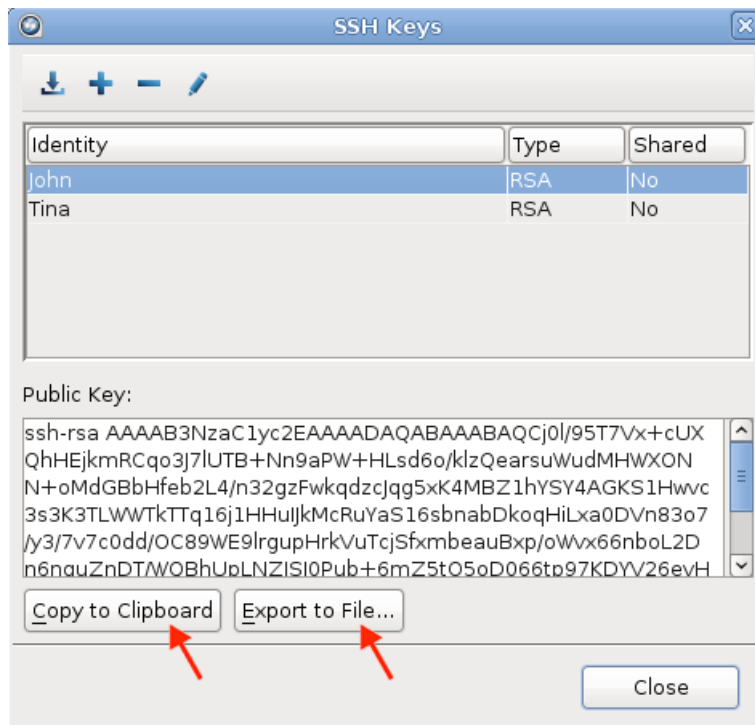 SSH Keys
Identity Type Shared
John RSA No
Tina RSA No
Public Key:
ssh-rsa AAAAB3NzaC1yc2EAAAADAQABAAABAQCj0l/95T7Vx+cUX
QhHEjkmRCqo3J7lUTB+Nn9aPW+HLsd6o/klzQearsuWudMHWXON
N+oMdGBbHfeb2L4/n32gzFwkqdzcJqg5xK4MBZ1hYSY4AGKS1Hwvc
3s3K3TLWWTkTTq16j1HHuIJkMcRuYaS16sbnabDkoqHiLxa0DVn83o7
/y3/7v7c0dd/OC89WE9lrgupHrkVuTcjSfxmbeauBxp/oWvx66nboL2D
Copy to Clipboard Export to File...
Close